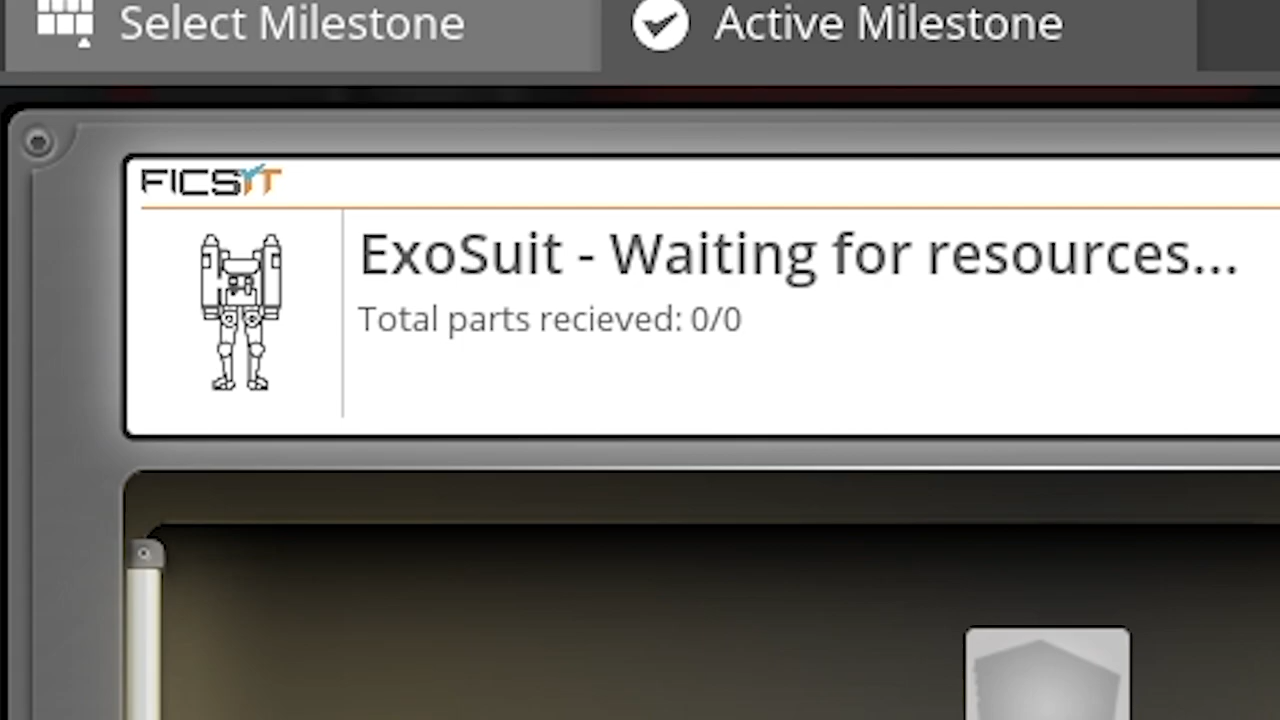 Select Milestone
Active Milestone
FICSIT
ExoSuit - Waiting for resources...
Total parts recieved: 0/0